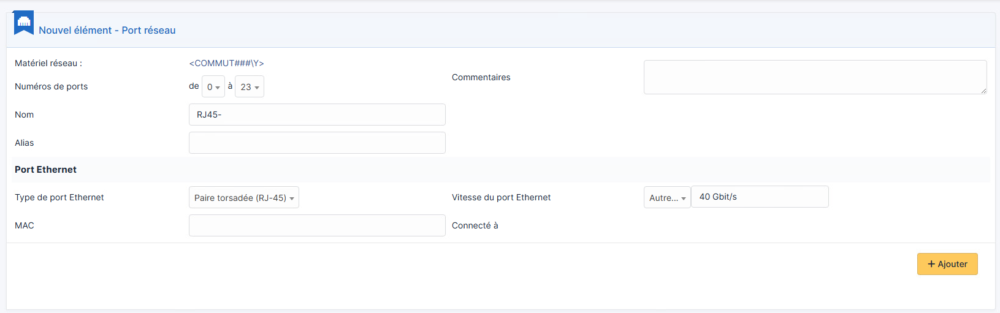 Nouvel élément - Port réseau
Matériel réseau :
<COMMUT###\Y>
Commentaires
Numéros de ports
de 0 à 23
Nom
RJ45-
Alias
Port Ethernet
Type de port Ethernet
Paire torsadée (RJ-45)
Vitesse du port Ethernet
Autre... 40 Gbit/s
MAC
Connecté à
+ Ajouter